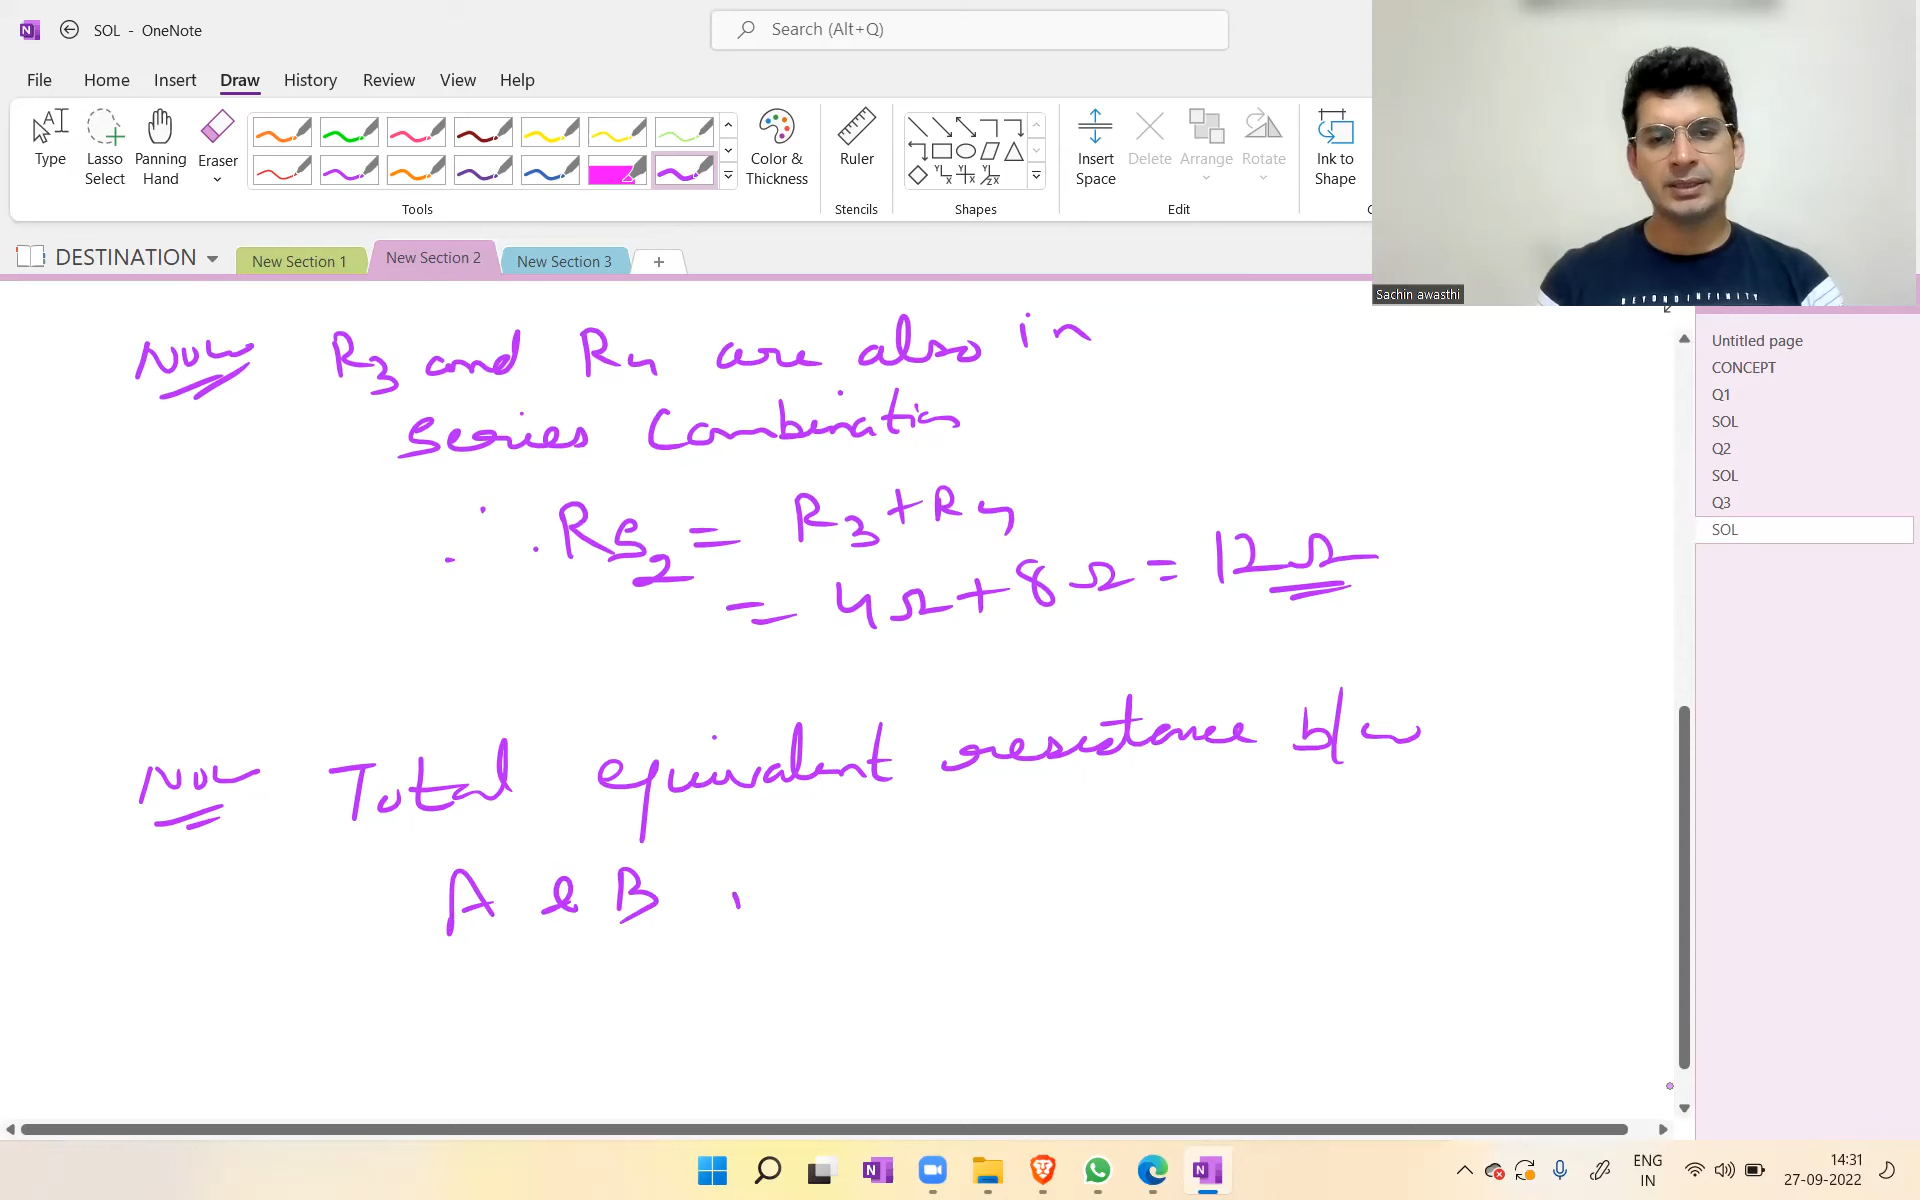 SOL - OneNote
Search (Alt+Q)
File Home Insert Draw History Review View Help
Type
Lasso Select
Panning Hand
Eraser
Color & Thickness
Ruler
Insert Space
Delete
Arrange
Rotate
Ink to Shape
Tools
Stencils
Shapes
Edit
DESTINATION
New Section 1
New Section 2
New Section 3
+
BEYOND INFINITY
Sachin awasthi
Now R3 and R4 are also in
series Combination
∴ RS2 = R3 + R4
= 4Ω + 8Ω = 12Ω
Now Total equivalent resistance b/w
A & B
Untitled page
CONCEPT
Q1
SOL
Q2
SOL
Q3
SOL
ENG
IN
14:31
27-09-2022